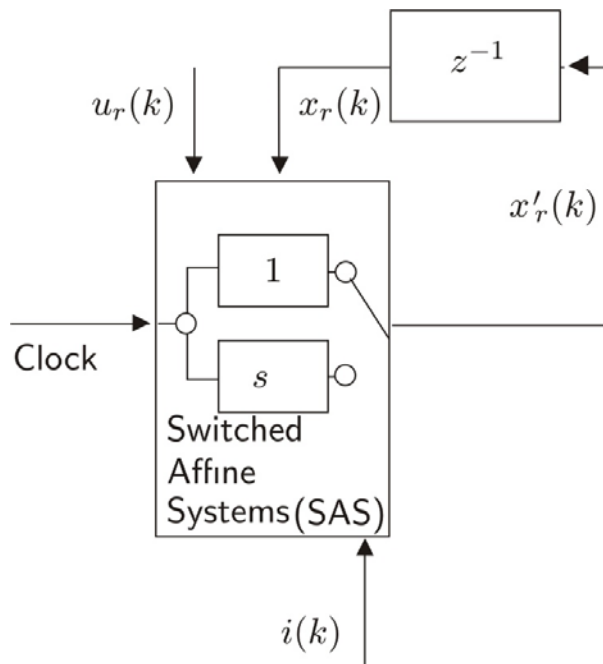 z⁻¹
u_r(k)
x_r(k)
x'_r(k)
1
Clock
s
Switched
Affine
Systems(SAS)
i(k)